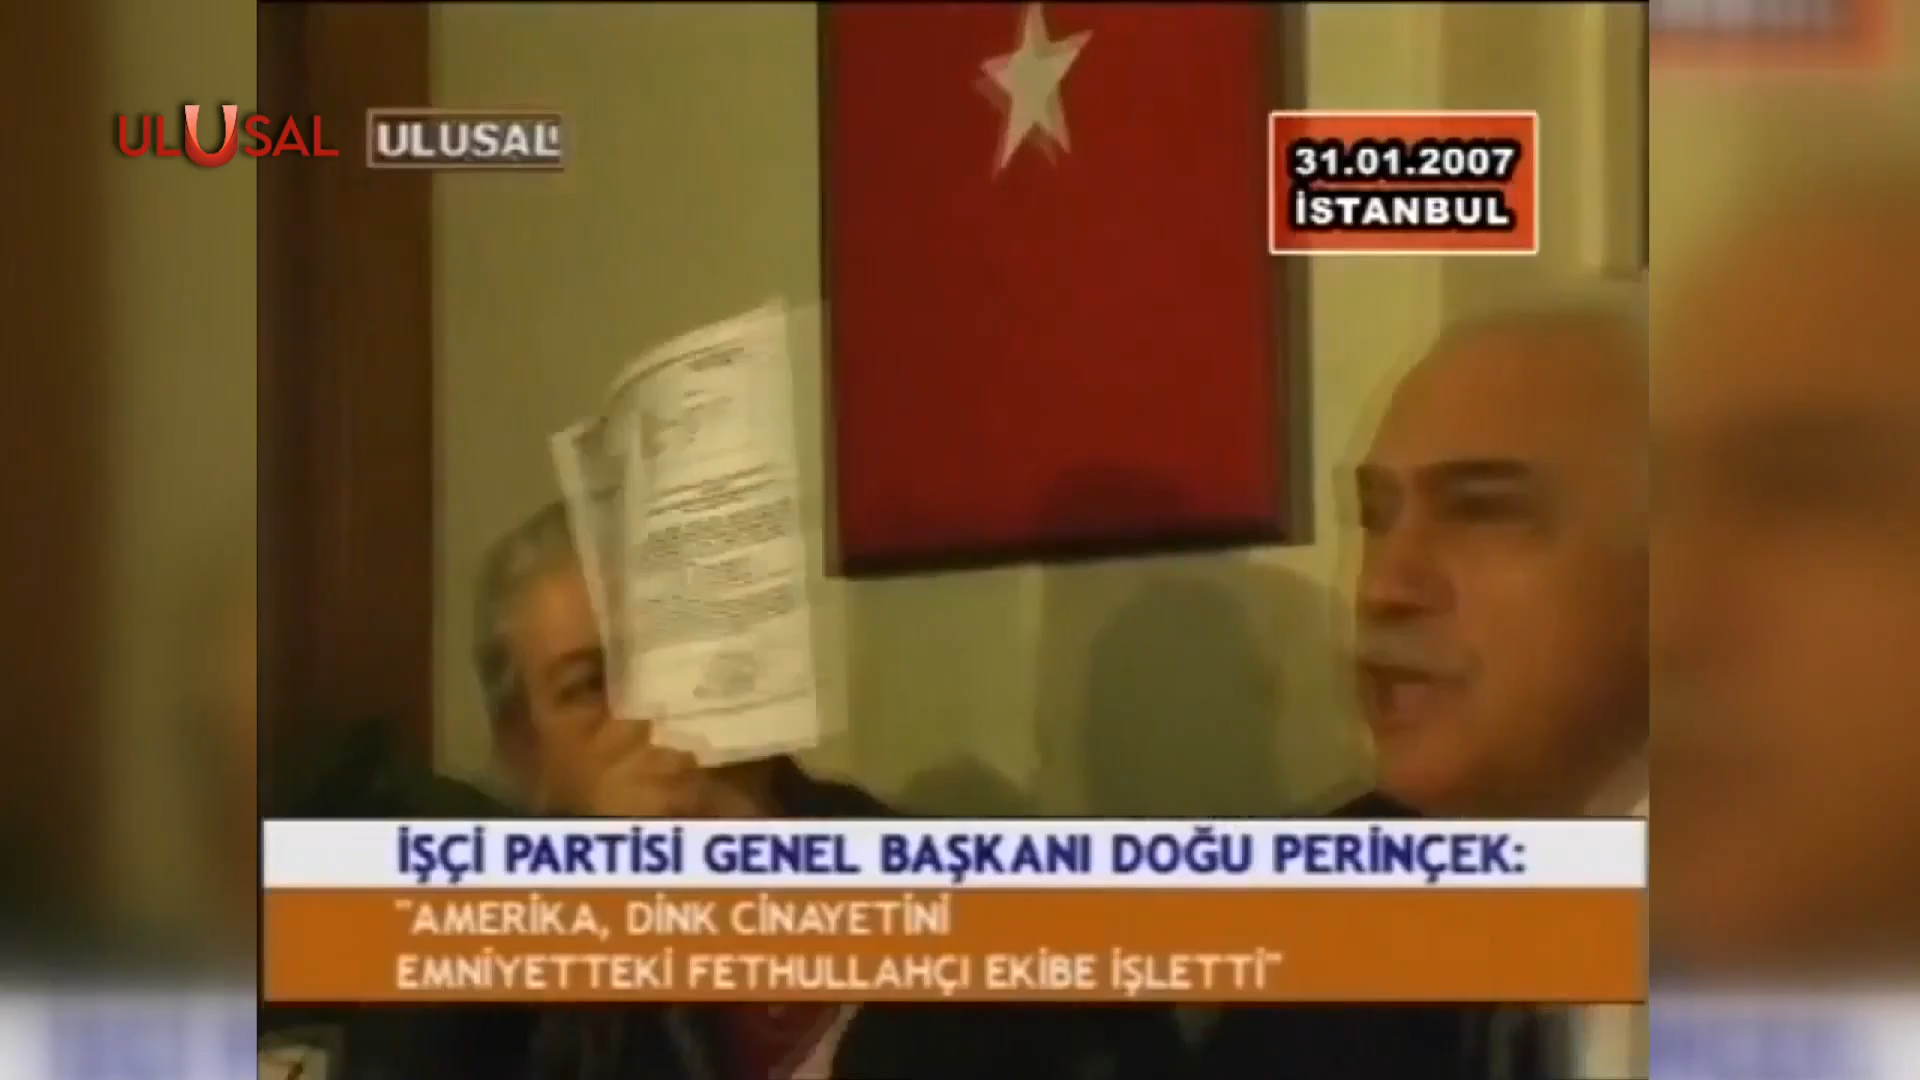 ULUSAL
ULUSAL
31.01.2007
İSTANBUL
İŞÇİ PARTİSİ GENEL BAŞKANI DOĞU PERİNÇEK:
"AMERİKA, DİNK CİNAYETİNİ
EMNİYETTEKİ FETHULLAHÇI EKİBE İŞLETTİ"